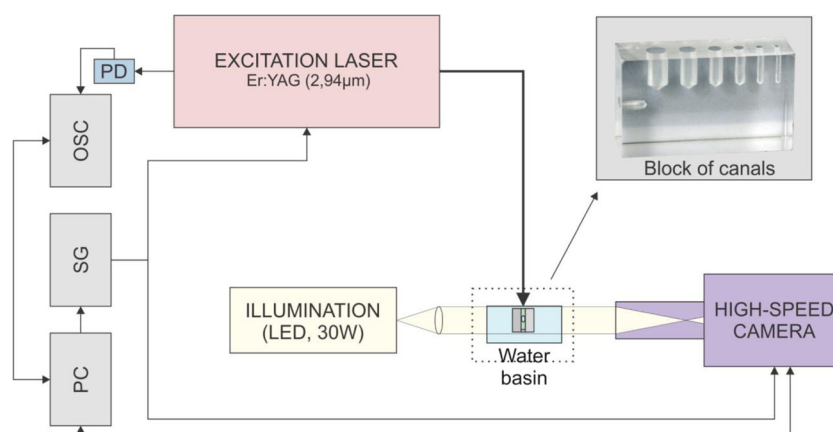 EXCITATION LASER
Er:YAG (2,94μm)
PD
OSC
Block of canals
SG
ILLUMINATION
(LED, 30W)
HIGH-SPEED
CAMERA
Water
basin
PC